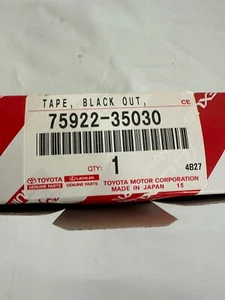 TAPE, BLACK OUT, CE
75922-35030
QTY: 1 4B27
TOYOTA LEXUS TOYOTA MOTOR CORPORATION
GENUINE PARTS GENUINE PARTS MADE IN JAPAN 15